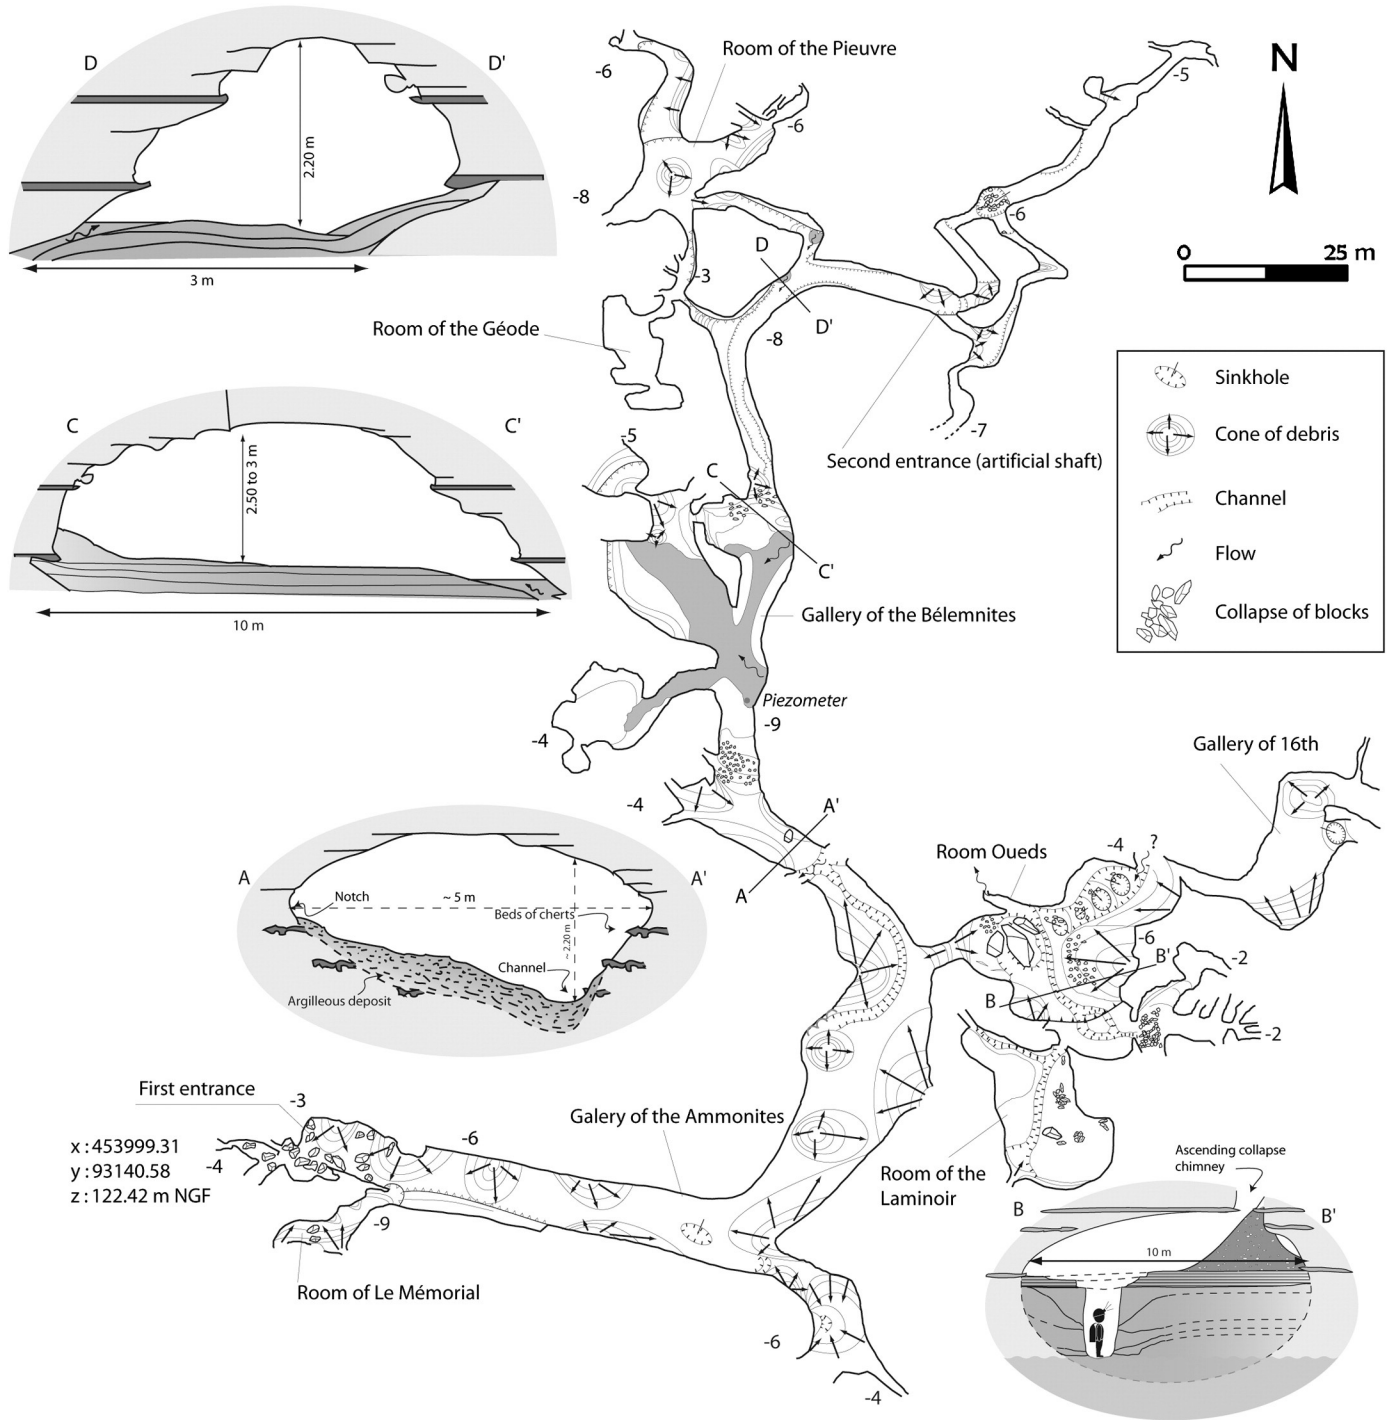 D
D'
2.20 m
3 m
Room of the Pieuvre
-6
-6
-8
-5
-6
N
0
25 m
D
-3
D'
-8
Room of the Géode
-7
Second entrance (artificial shaft)
Sinkhole
Cone of debris
Channel
Flow
Collapse of blocks
C
C'
2.50 to 3 m
10 m
-5
C
C'
Gallery of the Bélemnites
Piezometer
-9
-4
-4
A'
A
A
A'
Notch
~ 5 m
Beds of cherts
~ 2.20 m
Channel
Argilleous deposit
Gallery of 16th
Room Oueds
-4
?
-6
B'
B
-2
-2
First entrance
-3
-6
x : 453999.31
y : 93140.58
z : 122.42 m NGF
-4
-9
Room of Le Mémorial
Galery of the Ammonites
Room of the
Laminoir
-6
-4
Ascending collapse
chimney
B
B'
10 m